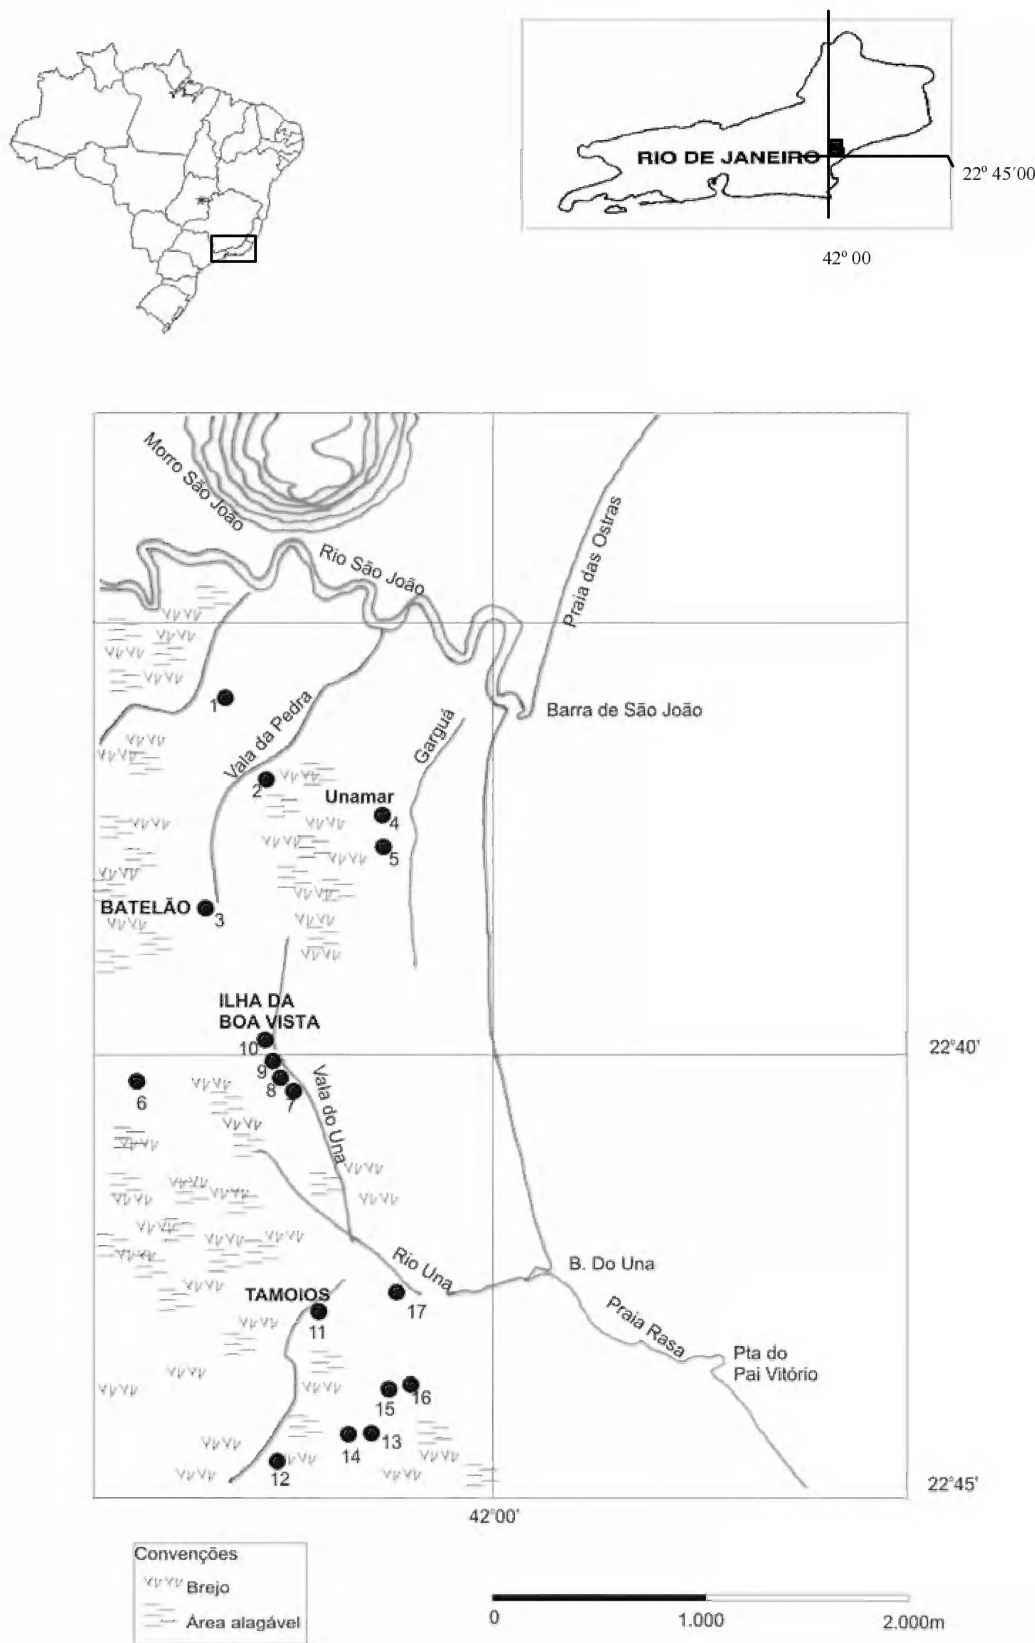 RIO DE JANEIRO
22º 45'00
42º 00
Morro São João
Rio São João
Praia das Ostras
1
Vala da Pedra
Garguá
Barra de São João
2
Unamar
4
5
BATELÃO
3
ILHA DA
BOA VISTA
10
22°40'
9
8
6
Vala do Una
Rio Una
B. Do Una
TAMOIOS
17
11
Praia Rasa
Pta do
Pai Vitório
16
15
14
13
12
22°45'
42°00'
Convenções
Brejo
Área alagável
0
1.000
2.000m